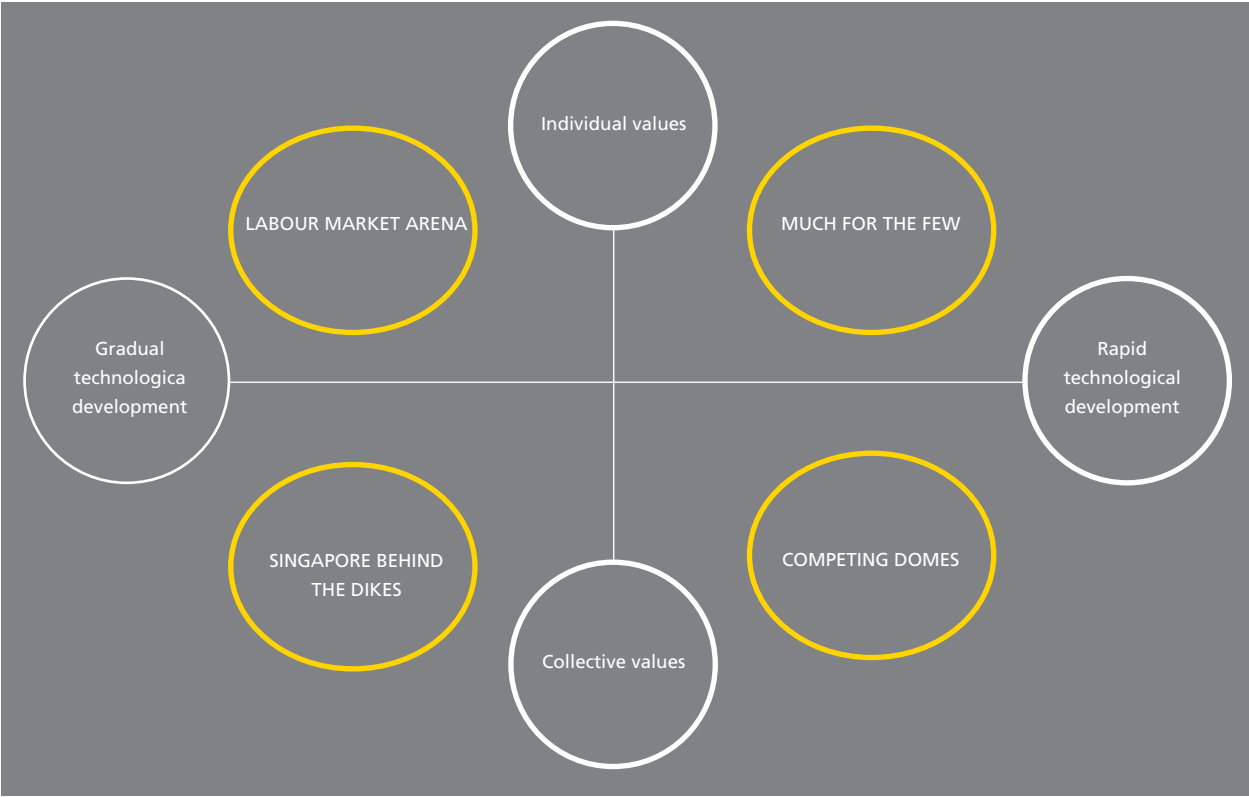 Individual values
LABOUR MARKET ARENA
MUCH FOR THE FEW
Gradual
technologica
development
Rapid
technological
development
SINGAPORE BEHIND
THE DIKES
COMPETING DOMES
Collective values